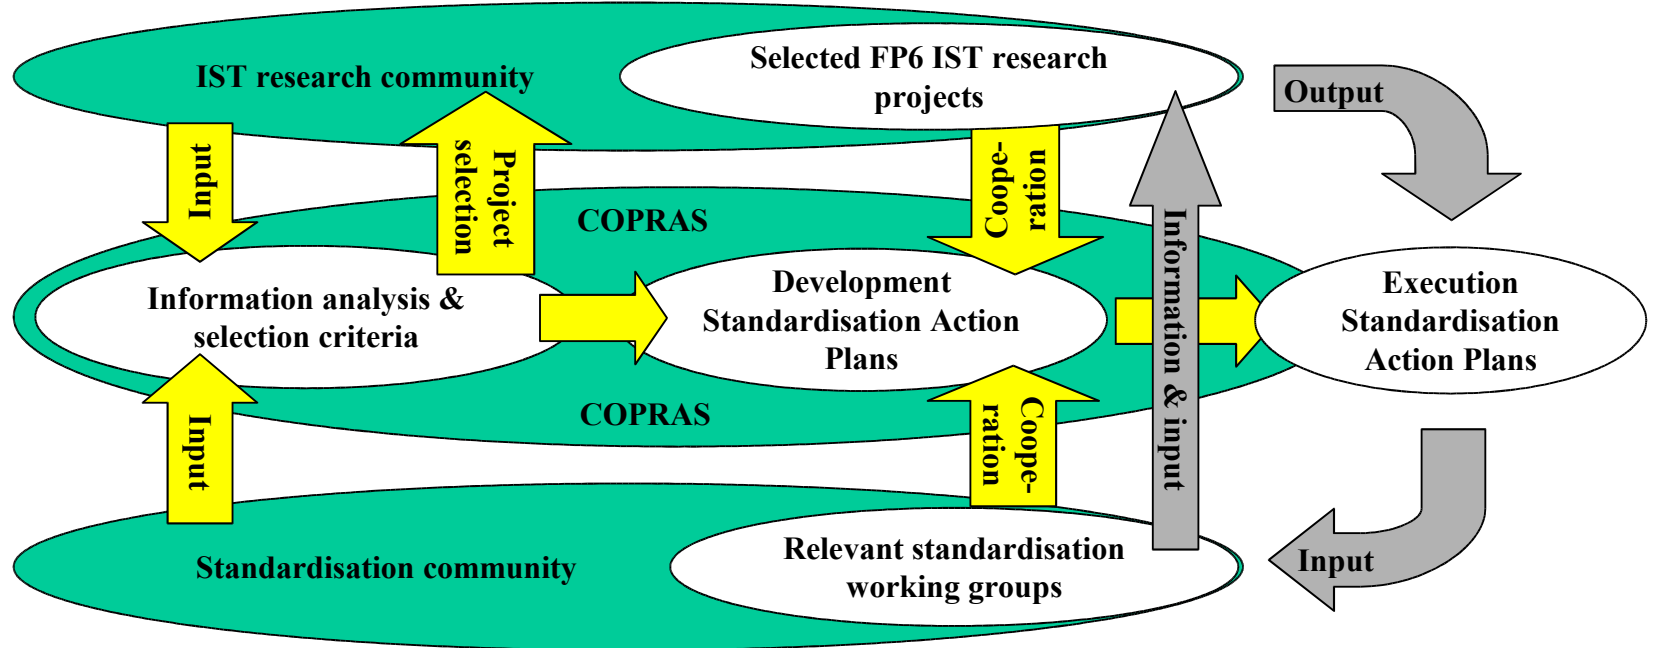 IST research community
Selected FP6 IST research
projects
Output
Input
Project
selection
Coope-
ration
COPRAS
Information & input
Information analysis &
selection criteria
Development
Standardisation Action
Plans
Execution
Standardisation
Action Plans
COPRAS
Input
Coope-
ration
Standardisation community
Relevant standardisation
working groups
Input